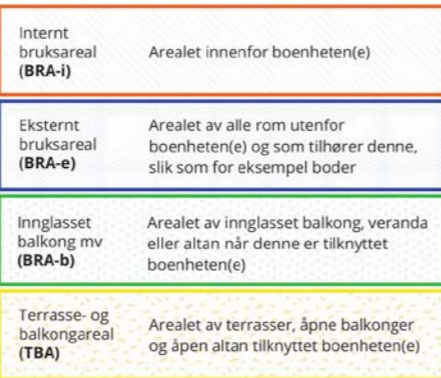 Internt
bruksareal
(BRA-i)
Arealet innenfor boenheten(e)
Eksternt
bruksareal
(BRA-e)
Arealet av alle rom utenfor
boenheten(e) og som tilhører denne,
slik som for eksempel boder
Innglasset
balkong mv
(BRA-b)
Arealet av innglasset balkong, veranda
eller altan når denne er tilknyttet
boenheten(e)
Terrasse- og
balkongareal
(TBA)
Arealet av terrasser, åpne balkonger
og åpen altan tilknyttet boenheten(e)